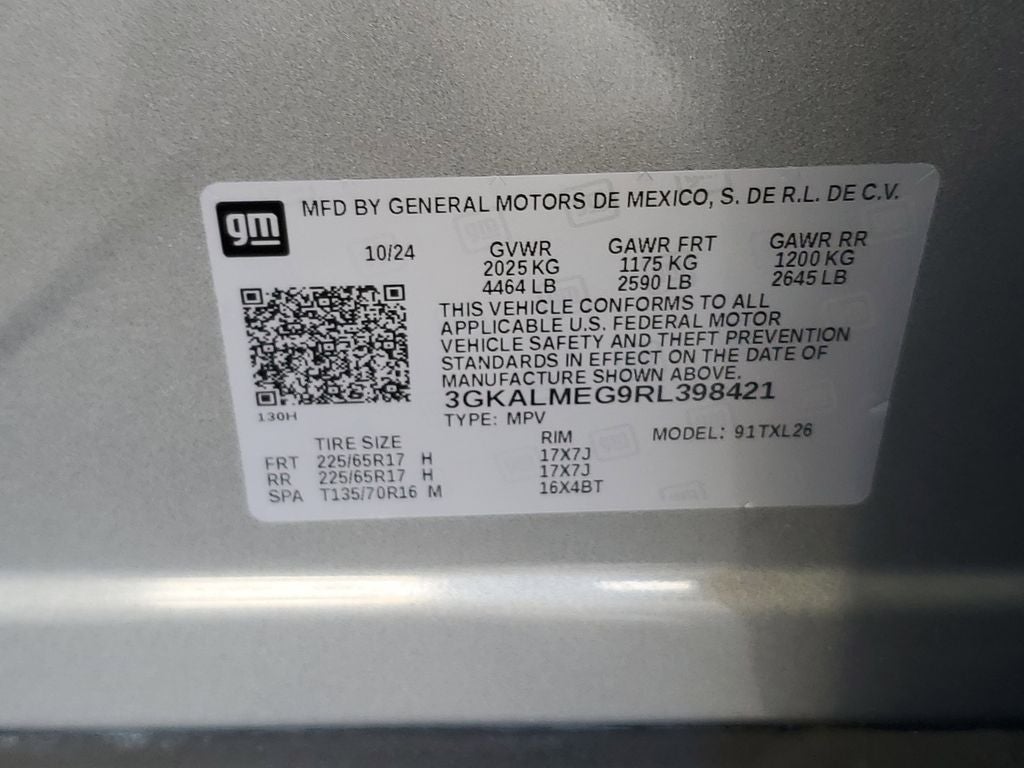 gm MFD BY GENERAL MOTORS DE MEXICO, S. DE R.L. DE C.V.
10/24 GVWR GAWR FRT GAWR RR
2025 KG 1175 KG 1200 KG
4464 LB 2590 LB 2645 LB
THIS VEHICLE CONFORMS TO ALL
APPLICABLE U.S. FEDERAL MOTOR
VEHICLE SAFETY AND THEFT PREVENTION
STANDARDS IN EFFECT ON THE DATE OF
MANUFACTURE SHOWN ABOVE.
3GKALMEG9RL398421
130H
TYPE: MPV
TIRE SIZE RIM MODEL: 91TXL26
FRT 225/65R17 H 17X7J
RR 225/65R17 H 17X7J
SPA T135/70R16 M 16X4BT